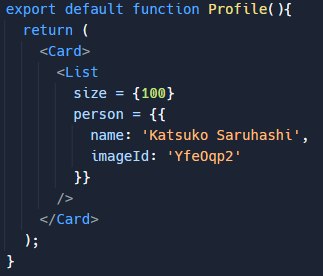 export default function Profile(){
  return (
    <Card>
      <List
        size = {100}
        person = {{
          name: 'Katsuko Saruhashi',
          imageId: 'YfeOqp2'
        }}
      />
    </Card>
  );
}